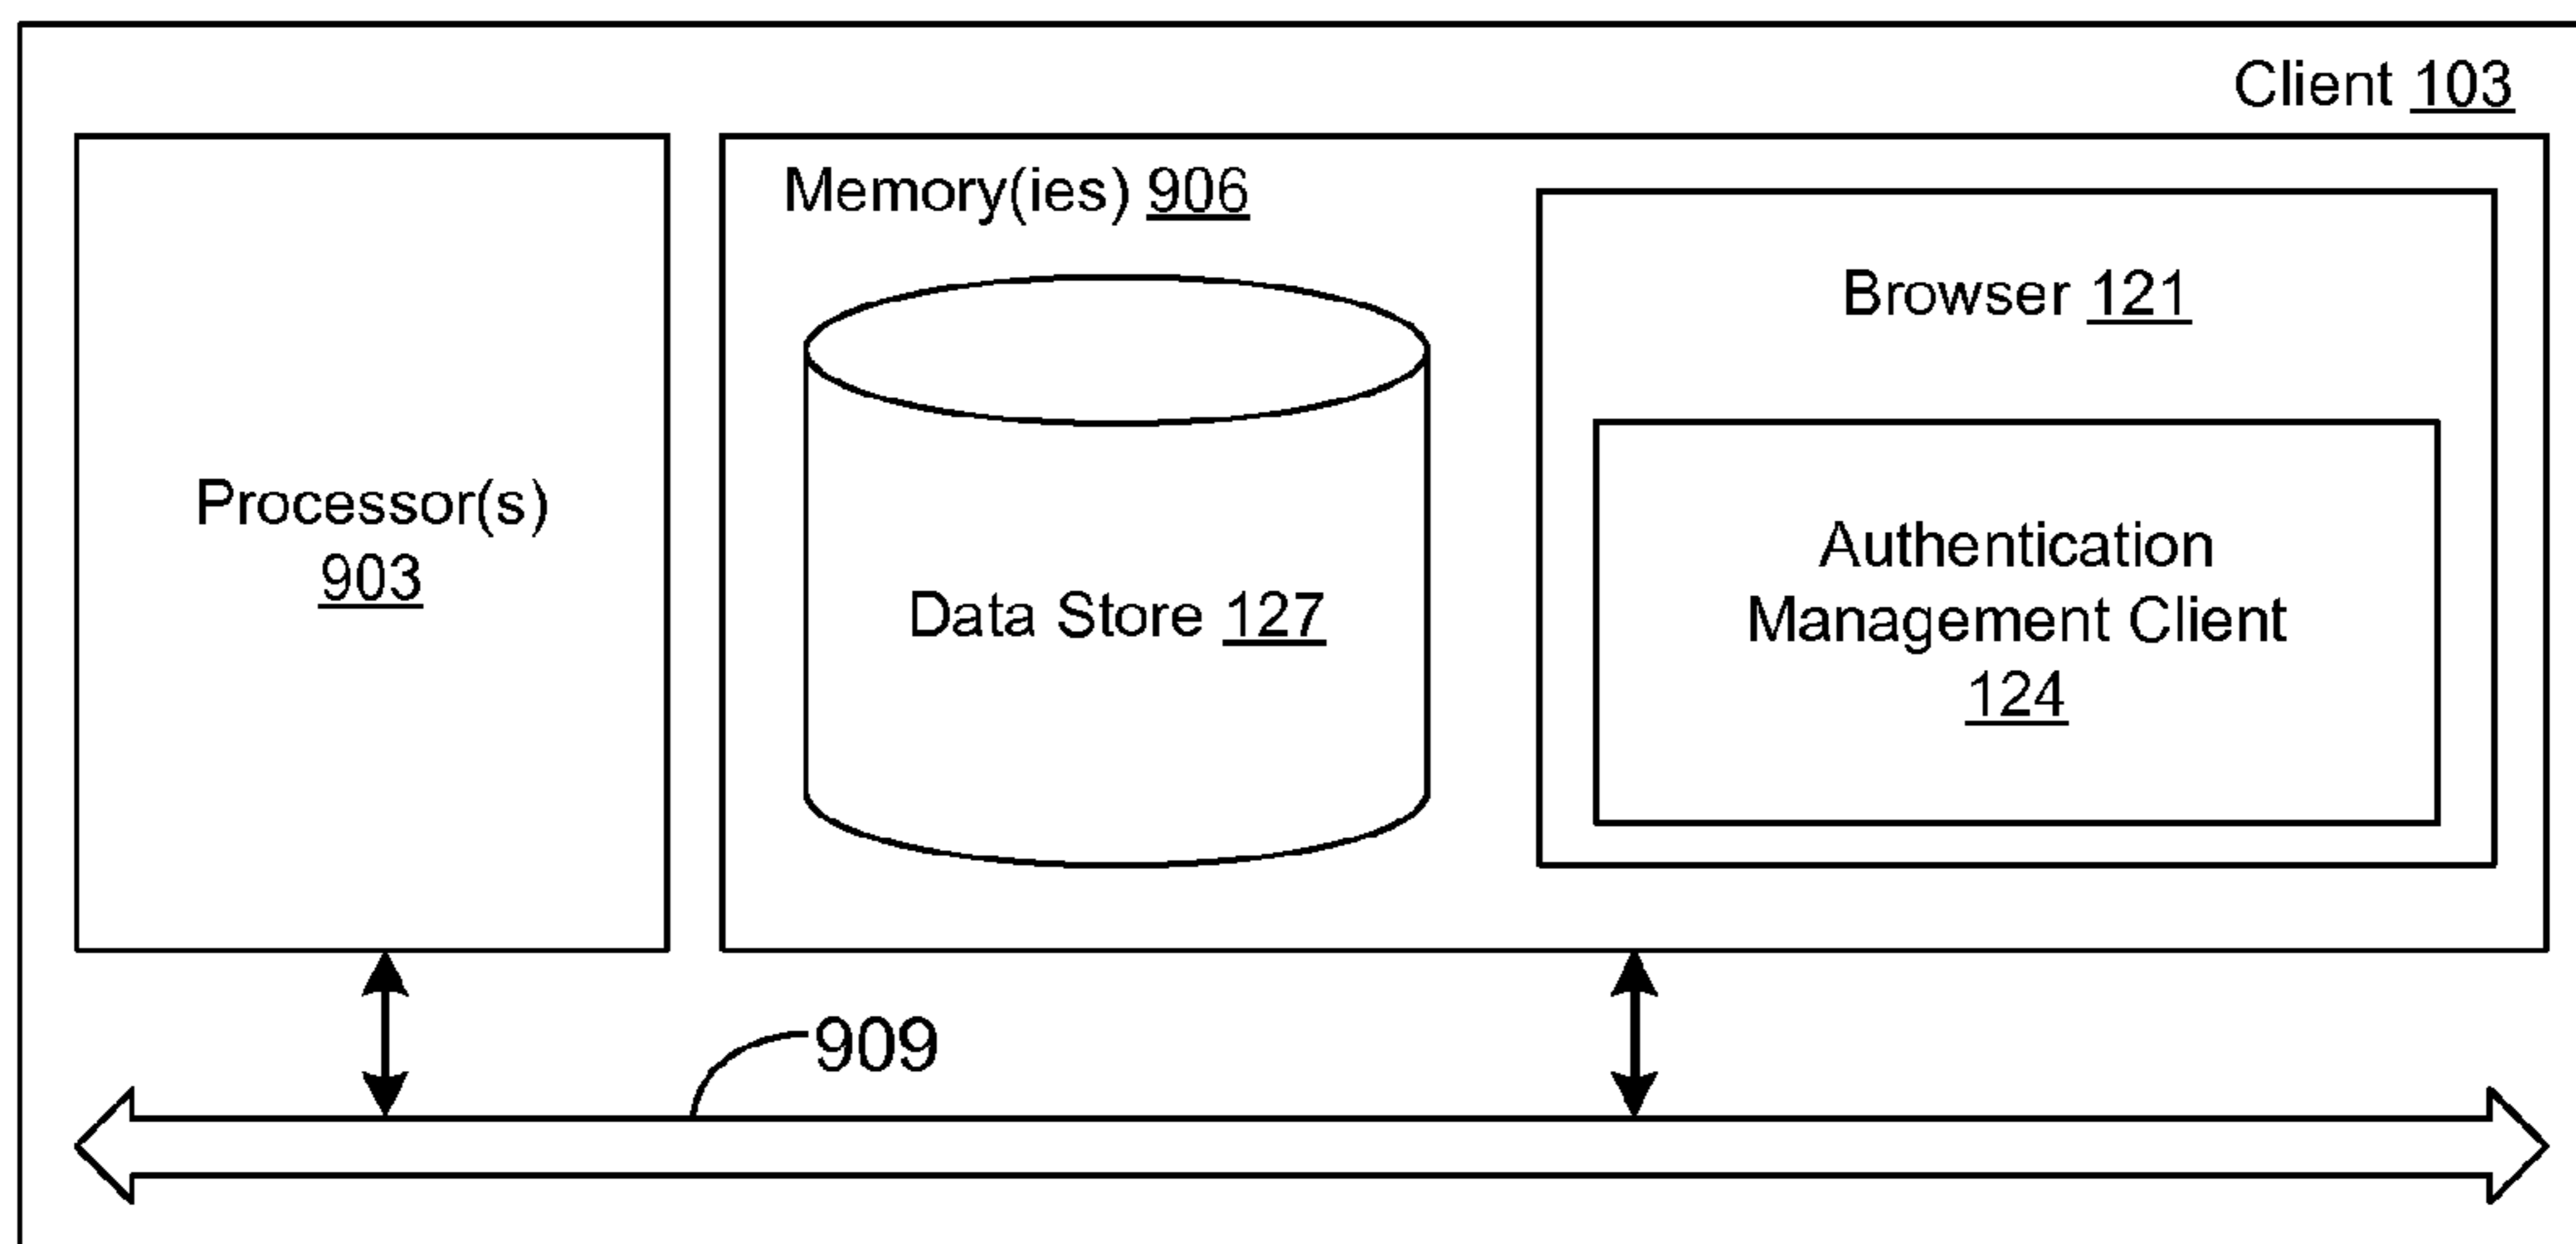 Client 103
Memory(ies) 906
Browser 121
Processor(s)
903
Data Store 127
Authentication
Management Client
124
909